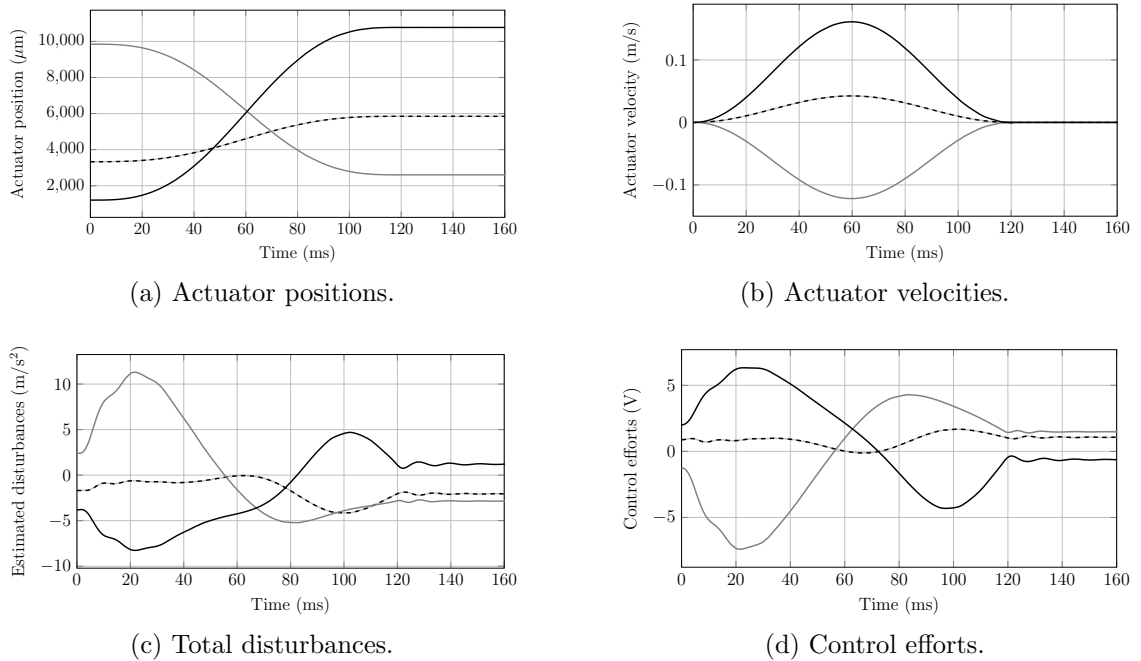 10,000
8,000
6,000
4,000
2,000
Actuator position (μm)
0 20 40 60 80 100 120 140 160
Time (ms)
(a) Actuator positions.
0.1
0
−0.1
Actuator velocity (m/s)
0 20 40 60 80 100 120 140 160
Time (ms)
(b) Actuator velocities.
10
5
0
−5
−10
Estimated disturbances (m/s²)
0 20 40 60 80 100 120 140 160
Time (ms)
(c) Total disturbances.
5
0
−5
Control efforts (V)
0 20 40 60 80 100 120 140 160
Time (ms)
(d) Control efforts.